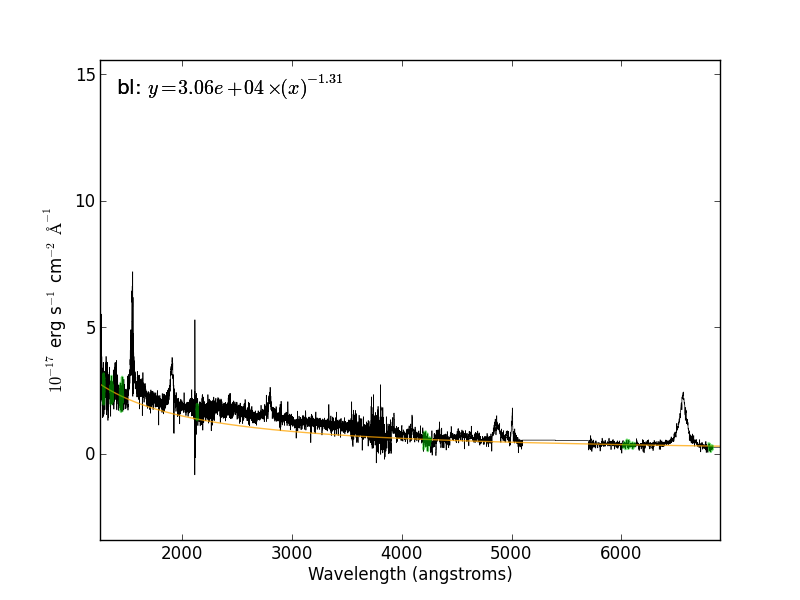 bl: y=3.06e+04×(x)^{-1.31}
15
10
5
0
10^{-17} erg s^{-1} cm^{-2} Å^{-1}
2000 3000 4000 5000 6000
Wavelength (angstroms)